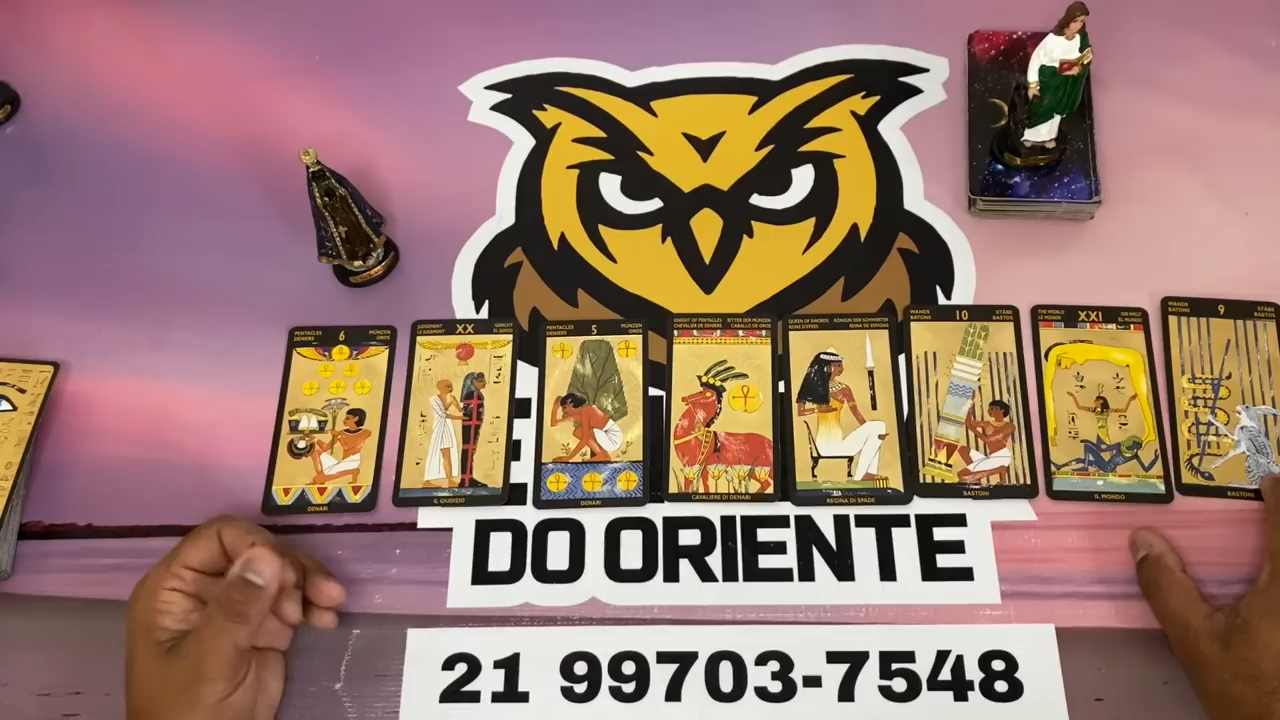 PENTACLES
DENIERS
6
MÜNZEN
OROS
DENARI
JUDGEMENT
LE JUGEMENT
XX
GERICHT
EL JUICIO
IL GIUDIZIO
PENTACLES
DENIERS
5
MÜNZEN
OROS
DENARI
KNIGHT OF PENTACLES
CHEVALIER DE DENIERS
RITTER DER MÜNZEN
CABALLO DE OROS
CAVALIERE DI DENARI
QUEEN OF SWORDS
REINE D'EPEES
KÖNIGIN DER SCHWERTER
REINA DE ESPADAS
REGINA DI SPADE
WANDS
BATONS
10
STÄBE
BASTOS
BASTONI
THE WORLD
LE MONDE
XXI
DIE WELT
EL MUNDO
IL MONDO
WANDS
BATONS
9
STÄBE
BASTOS
BASTONI
DO ORIENTE
21 99703-7548